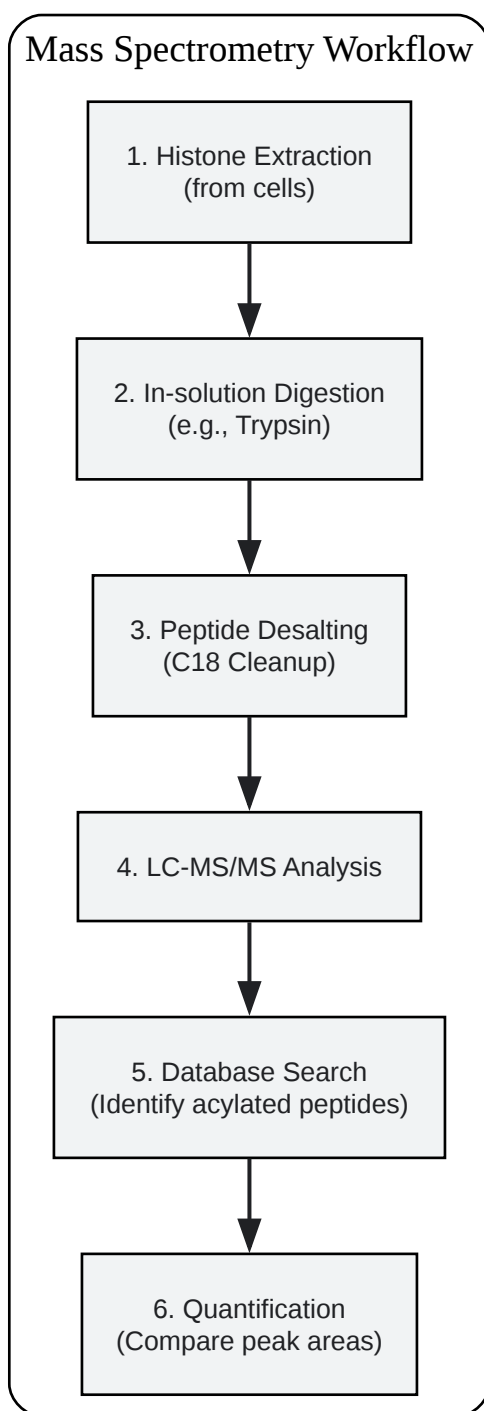 Mass Spectrometry Workflow
1. Histone Extraction
(from cells)
2. In-solution Digestion
(e.g., Trypsin)
3. Peptide Desalting
(C18 Cleanup)
4. LC-MS/MS Analysis
5. Database Search
(Identify acylated peptides)
6. Quantification
(Compare peak areas)